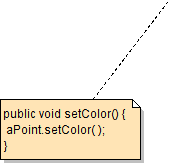 public void setColor() {
aPoint.setColor( );
}